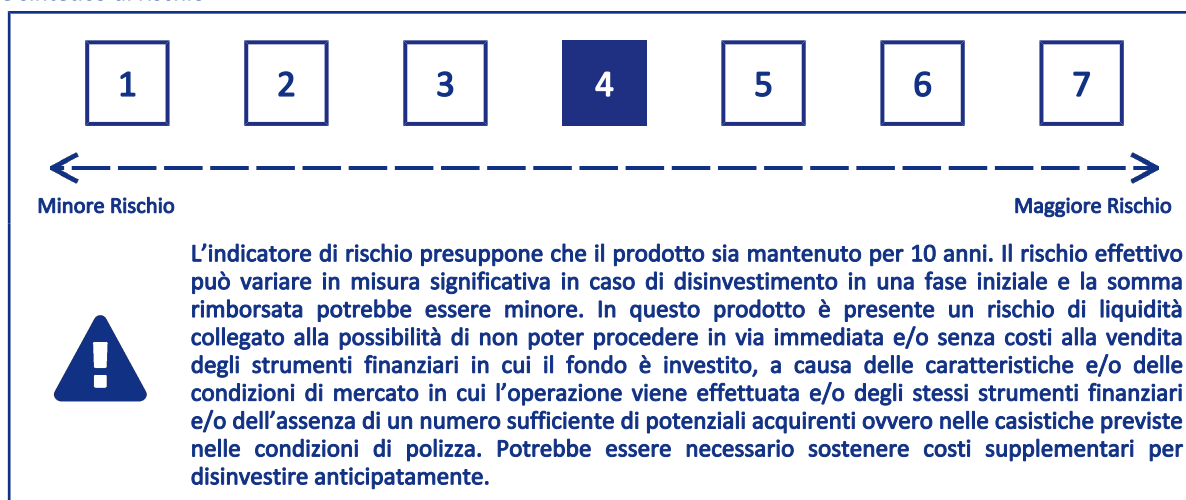 1 2 3 4 5 6 7
Minore Rischio Maggiore Rischio
L'indicatore di rischio presuppone che il prodotto sia mantenuto per 10 anni. Il rischio effettivo
può variare in misura significativa in caso di disinvestimento in una fase iniziale e la somma
rimborsata potrebbe essere minore. In questo prodotto è presente un rischio di liquidità
collegato alla possibilità di non poter procedere in via immediata e/o senza costi alla vendita
degli strumenti finanziari in cui il fondo è investito, a causa delle caratteristiche e/o delle
condizioni di mercato in cui l'operazione viene effettuata e/o degli stessi strumenti finanziari
e/o dell'assenza di un numero sufficiente di potenziali acquirenti ovvero nelle casistiche previste
nelle condizioni di polizza. Potrebbe essere necessario sostenere costi supplementari per
disinvestire anticipatamente.